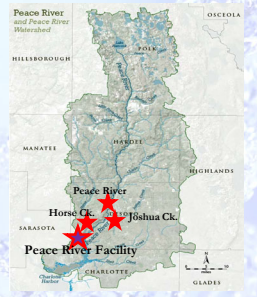 Peace River
and Peace River
Watershed
OSCEOLA
POLK
HILLSBOROUGH
MANATEE
HARDEE
HIGHLANDS
Peace River
Horse Ck.
Joshua Ck.
SARASOTA
Peace River Facility
Charlotte
Harbor
CHARLOTTE
GLADES
N